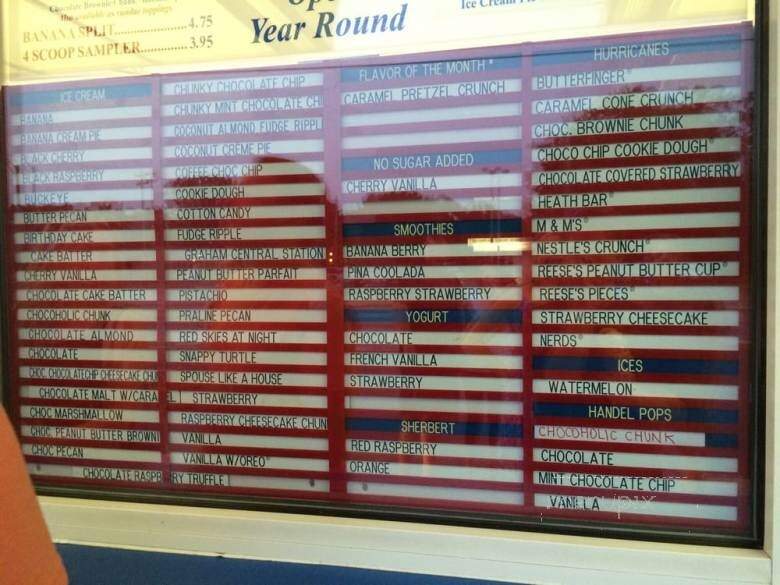 Year Round
BANANA SPLIT 4.75
4 SCOOP SAMPLER 3.95
ICE CREAM
BANANA
BANANA CREAM PIE
BLACK CHERRY
BLACK RASPBERRY
BUCKEYE
BUTTER PECAN
BIRTHDAY CAKE
CAKE BATTER
CHERRY VANILLA
CHOCOLATE CAKE BATTER
CHOCOHOLIC CHUNK
CHOCOLATE ALMOND
CHOCOLATE
CHOC. CHOCOLATE CHIP CHEESECAKE CHU
CHOCOLATE MALT W/CARA EL
CHOC MARSHMALLOW
CHOC. PEANUT BUTTER BROWNI
CHOC PECAN
CHOCOLATE RASPB RY TRUFFLE
CHUNKY CHOCOLATE CHIP
CHUNKY MINT CHOCOLATE CH
COCONUT ALMOND FUDGE RIPPL
COCONUT CREME PIE
COFFEE CHOC CHIP
COOKIE DOUGH
COTTON CANDY
FUDGE RIPPLE
GRAHAM CENTRAL STATION
PEANUT BUTTER PARFAIT
PISTACHIO
PRALINE PECAN
RED SKIES AT NIGHT
SNAPPY TURTLE
SPOUSE LIKE A HOUSE
STRAWBERRY
RASPBERRY CHEESECAKE CHUN
VANILLA
VANILLA W/OREO®
FLAVOR OF THE MONTH
CARAMEL PRETZEL CRUNCH
NO SUGAR ADDED
CHERRY VANILLA
SMOOTHIES
BANANA BERRY
PINA COOLADA
RASPBERRY STRAWBERRY
YOGURT
CHOCOLATE
FRENCH VANILLA
STRAWBERRY
SHERBERT
RED RASPBERRY
ORANGE
HURRICANES
BUTTERFINGER®
CARAMEL CONE CRUNCH
CHOC. BROWNIE CHUNK
CHOCO CHIP COOKIE DOUGH
CHOCOLATE COVERED STRAWBERRY
HEATH BAR®
M & M'S®
NESTLE'S CRUNCH®
REESE'S PEANUT BUTTER CUP®
REESE'S PIECES®
STRAWBERRY CHEESECAKE
NERDS®
ICES
WATERMELON
HANDEL POPS
CHOCOHOLIC CHUNK
CHOCOLATE
MINT CHOCOLATE CHIP
VANILLA